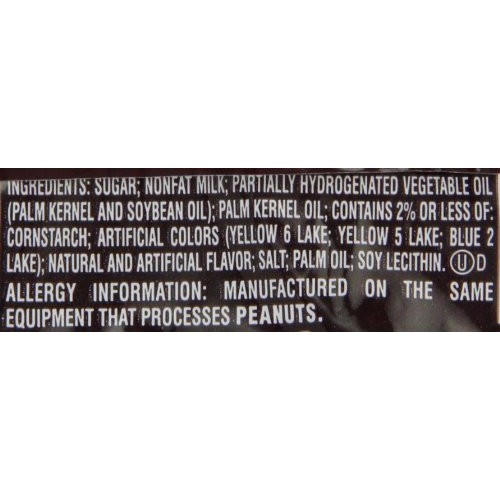 INGREDIENTS: SUGAR; NONFAT MILK; PARTIALLY HYDROGENATED VEGETABLE OIL
(PALM KERNEL AND SOYBEAN OIL); PALM KERNEL OIL; CONTAINS 2% OR LESS OF:
CORNSTARCH; ARTIFICIAL COLORS (YELLOW 6 LAKE; YELLOW 5 LAKE; BLUE 2
LAKE); NATURAL AND ARTIFICIAL FLAVOR; SALT; PALM OIL; SOY LECITHIN. Ⓤ D
ALLERGY INFORMATION: MANUFACTURED ON THE SAME
EQUIPMENT THAT PROCESSES PEANUTS.